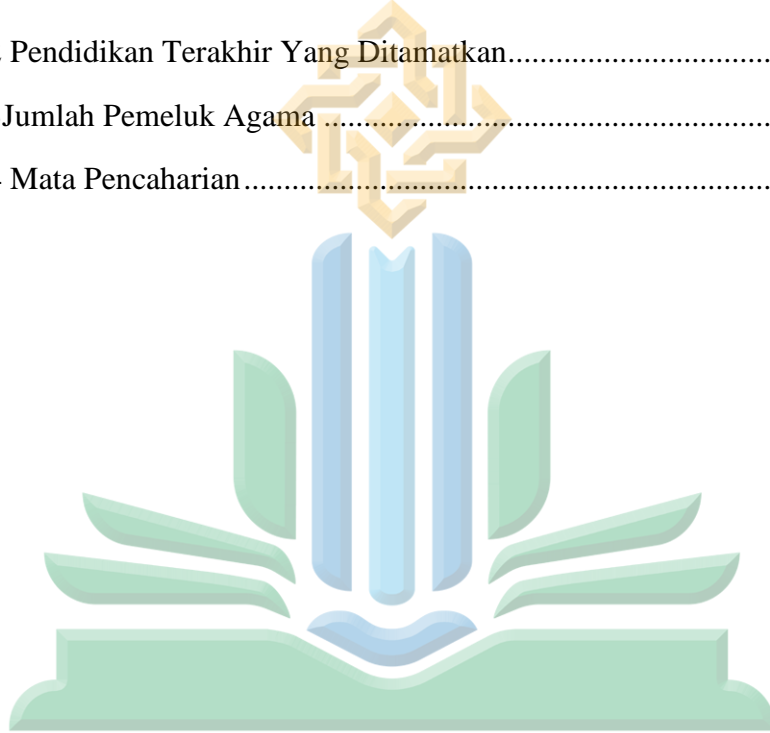 Pendidikan Terakhir Yang Ditamatkan..................................
Jumlah Pemeluk Agama .........................................................
Mata Pencaharian...................................................................